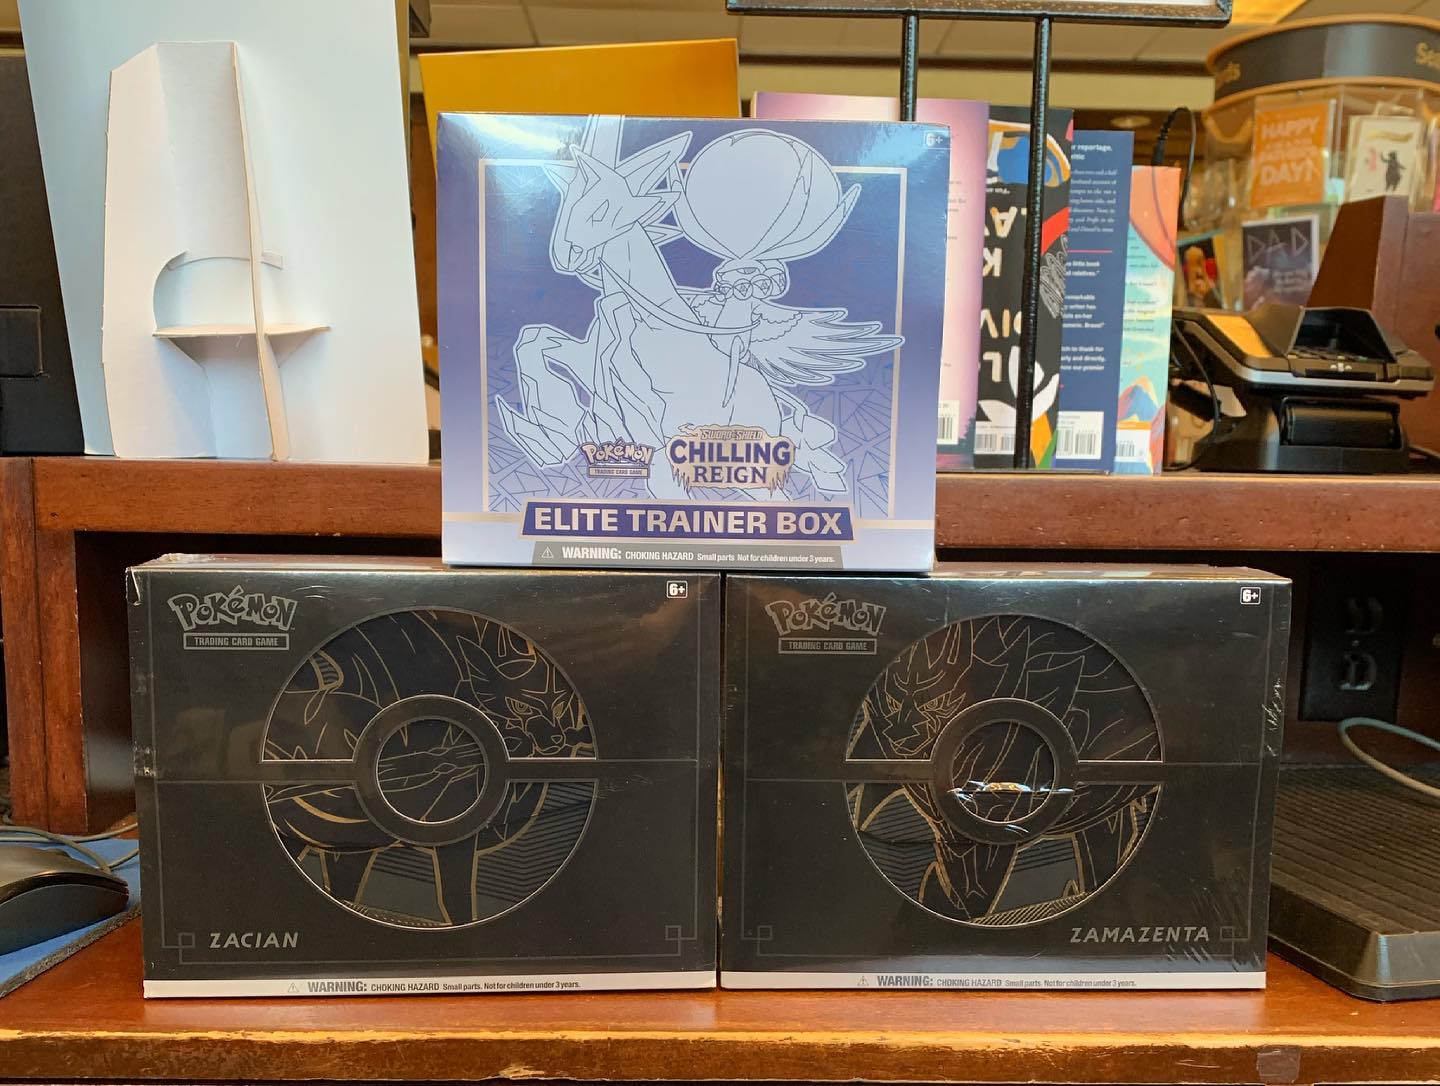 6+
POKéMON
TRADING CARD GAME
SWORD & SHIELD
CHILLING
REIGN
ELITE TRAINER BOX
WARNING: CHOKING HAZARD Small parts. Not for children under 3 years.
HAPPY
DAY!
DAD
POKéMON
TRADING CARD GAME
6+
ZACIAN
WARNING: CHOKING HAZARD Small parts. Not for children under 3 years.
POKéMON
TRADING CARD GAME
6+
ZAMAZENTA
WARNING: CHOKING HAZARD Small parts. Not for children under 3 years.